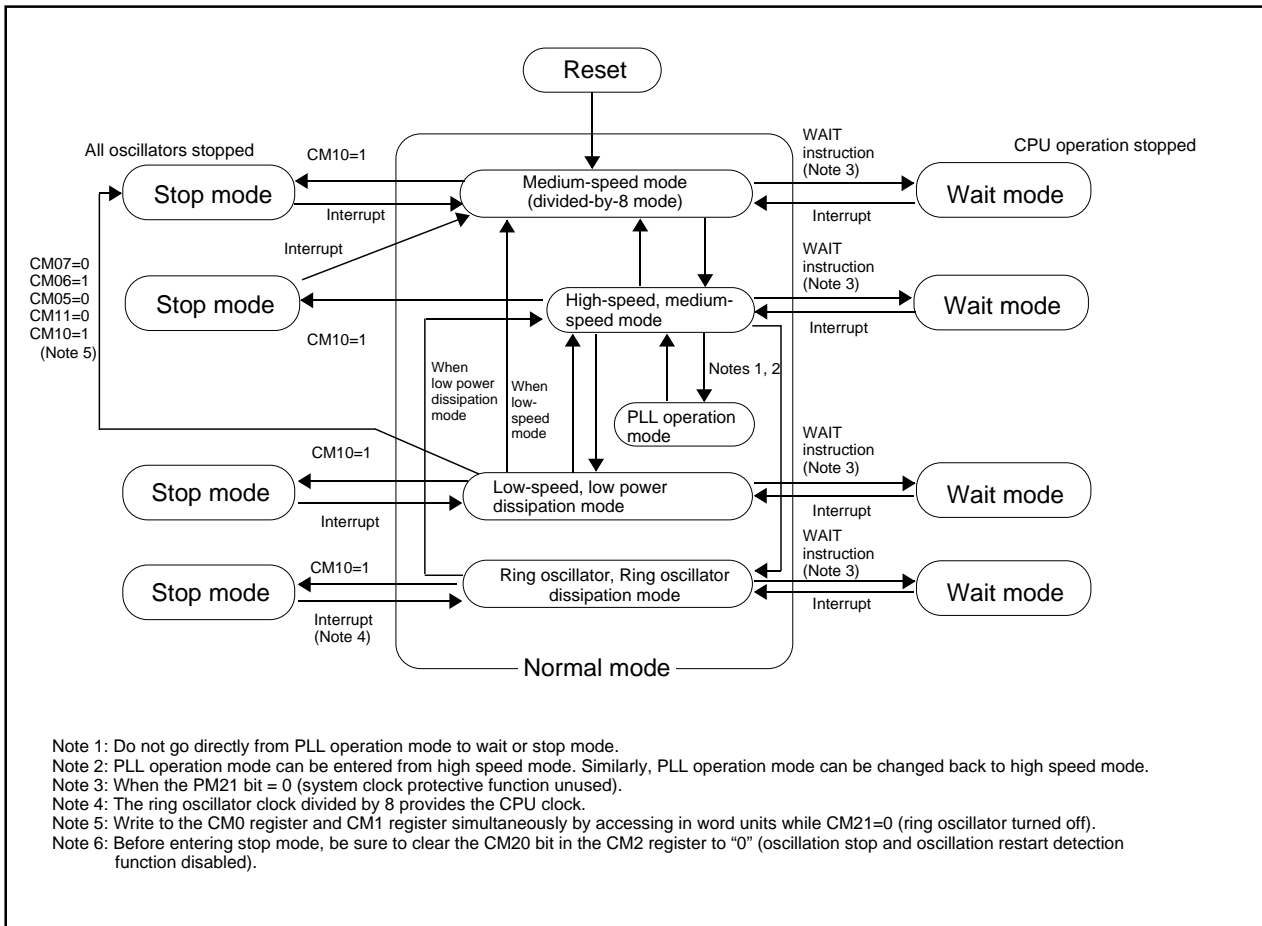 Reset
All oscillators stopped
CM10=1
WAIT
instruction
(Note 3)
CPU operation stopped
Stop mode
Medium-speed mode
(divided-by-8 mode)
Wait mode
Interrupt
Interrupt
Interrupt
WAIT
instruction
(Note 3)
CM07=0
CM06=1
CM05=0
CM11=0
CM10=1
(Note 5)
Stop mode
High-speed, medium-
speed mode
Wait mode
Interrupt
CM10=1
When
low power
dissipation
mode
When
low-
speed
mode
Notes 1, 2
PLL operation
mode
WAIT
instruction
(Note 3)
CM10=1
Stop mode
Low-speed, low power
dissipation mode
Wait mode
Interrupt
Interrupt
WAIT
instruction
(Note 3)
CM10=1
Stop mode
Ring oscillator, Ring oscillator
dissipation mode
Wait mode
Interrupt
(Note 4)
Interrupt
Normal mode
Note 1: Do not go directly from PLL operation mode to wait or stop mode.
Note 2: PLL operation mode can be entered from high speed mode. Similarly, PLL operation mode can be changed back to high speed mode.
Note 3: When the PM21 bit = 0 (system clock protective function unused).
Note 4: The ring oscillator clock divided by 8 provides the CPU clock.
Note 5: Write to the CM0 register and CM1 register simultaneously by accessing in word units while CM21=0 (ring oscillator turned off).
Note 6: Before entering stop mode, be sure to clear the CM20 bit in the CM2 register to “0” (oscillation stop and oscillation restart detection
function disabled).